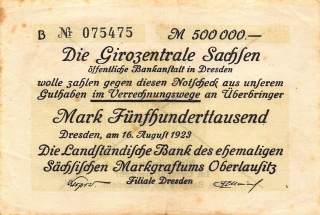 B № 075475 M 500000.—
Die Girozentrale Sachsen
öffentliche Bankanstalt in Dresden
wolle zahlen gegen diesen Notscheck aus unserem
Guthaben im Verrechnungswege an Überbringer
Mark Fünfhunderttausend
Dresden, am 16. August 1923
Die Landständische Bank des ehemaligen
Sächsischen Markgraftums Oberlausitz
Filiale Dresden